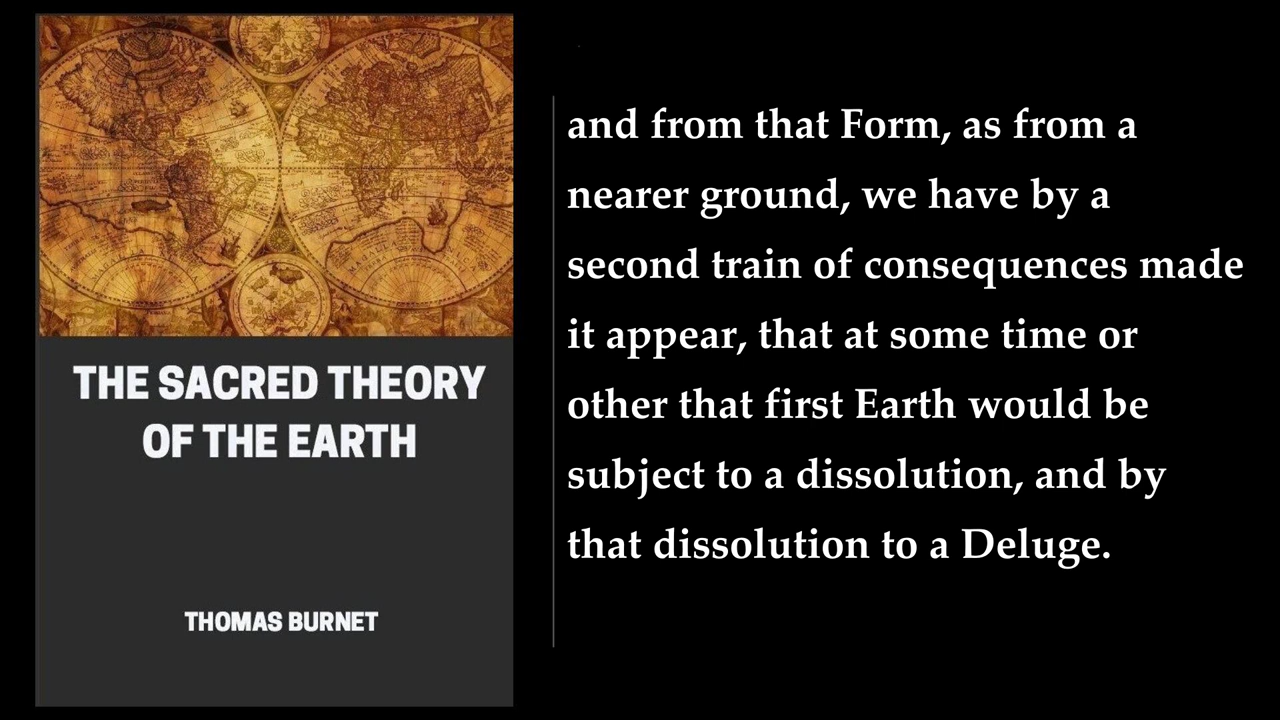 THE SACRED THEORY
OF THE EARTH
THOMAS BURNET
and from that Form, as from a
nearer ground, we have by a
second train of consequences made
it appear, that at some time or
other that first Earth would be
subject to a dissolution, and by
that dissolution to a Deluge.